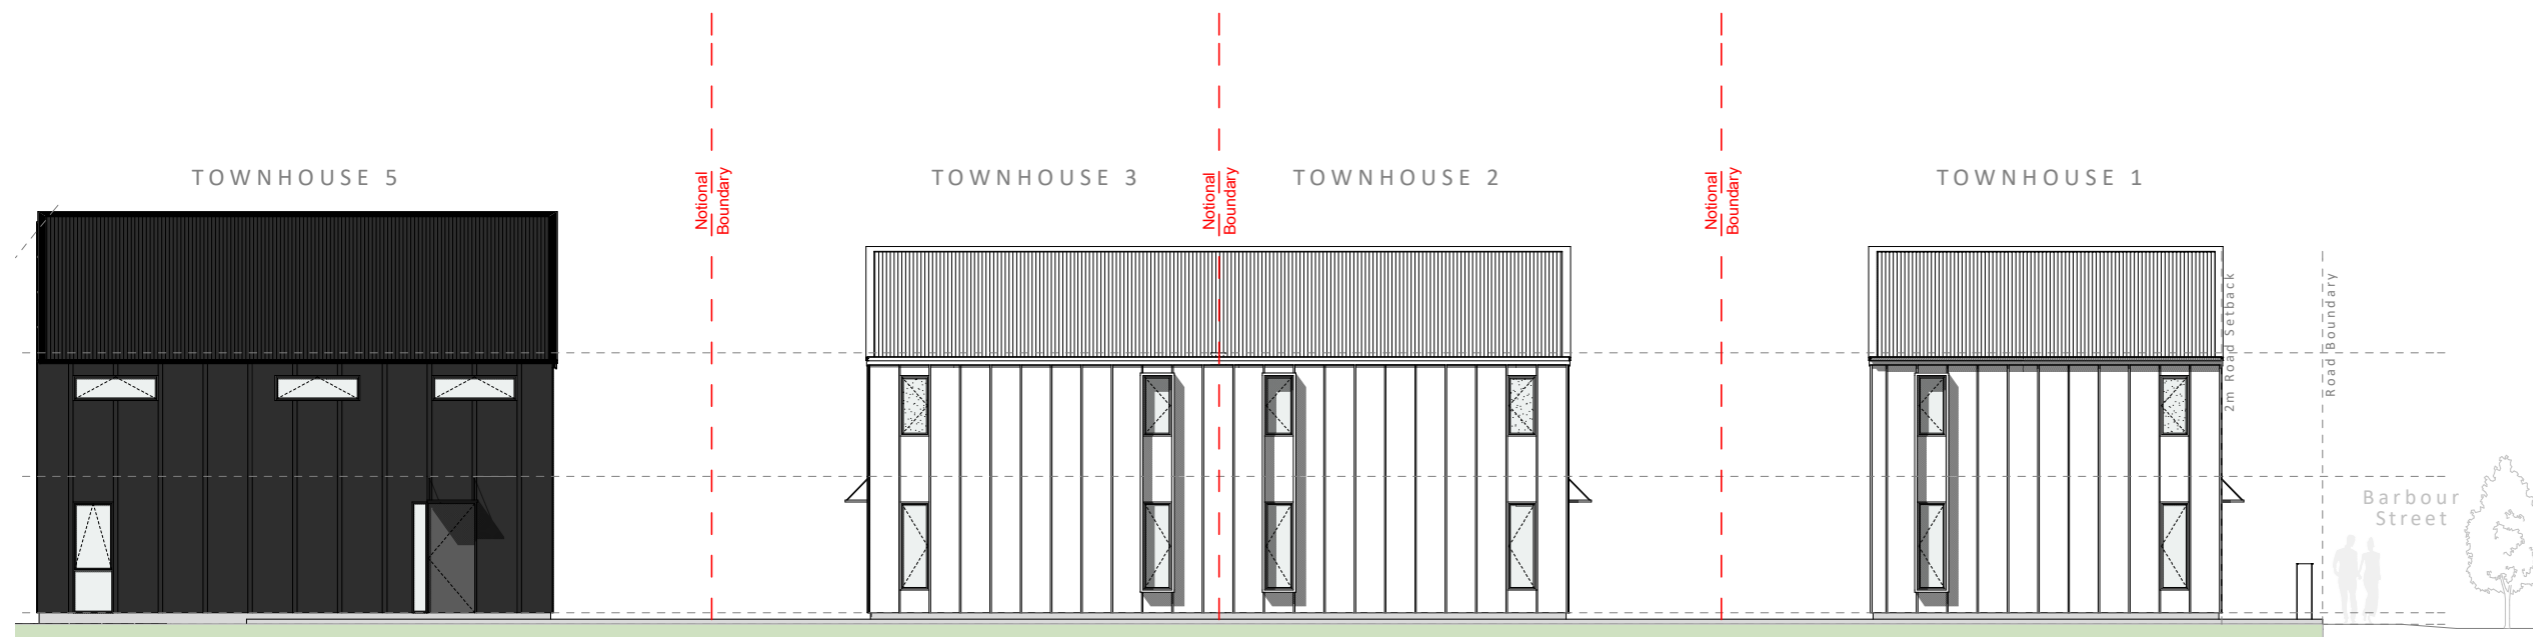 TOWNHOUSE 5
Notional
Boundary
TOWNHOUSE 3
Notional
Boundary
TOWNHOUSE 2
Notional
Boundary
TOWNHOUSE 1
2m Road Setback
Road Boundary
Barbour
Street